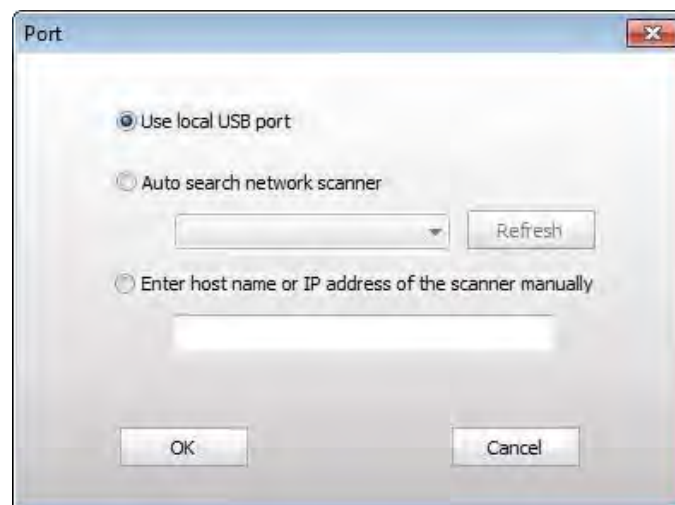 Port
Use local USB port
Auto search network scanner
Refresh
Enter host name or IP address of the scanner manually
OK
Cancel